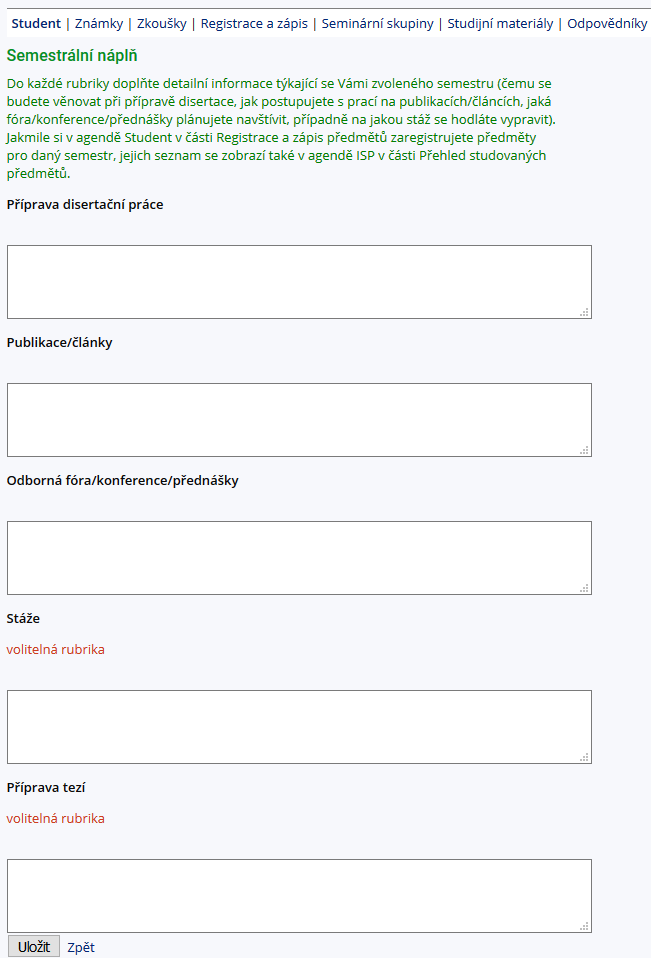 Student | Známky | Zkoušky | Registrace a zápis | Seminární skupiny | Studijní materiály | Odpovědníky
Semestrální náplň
Do každé rubriky doplňte detailní informace týkající se Vámi zvoleného semestru (čemu se
budete věnovat při přípravě disertace, jak postupujete s prací na publikacích/článcích, jaká
fóra/konference/přednášky plánujete navštívit, případně na jakou stáž se hodláte vypravit).
Jakmile si v agendě Student v části Registrace a zápis předmětů zaregistrujete předměty
pro daný semestr, jejich seznam se zobrazí také v agendě ISP v části Přehled studovaných
předmětů.
Příprava disertační práce
Publikace/články
Odborná fóra/konference/přednášky
Stáže
volitelná rubrika
Příprava tezí
volitelná rubrika
Uložit Zpět